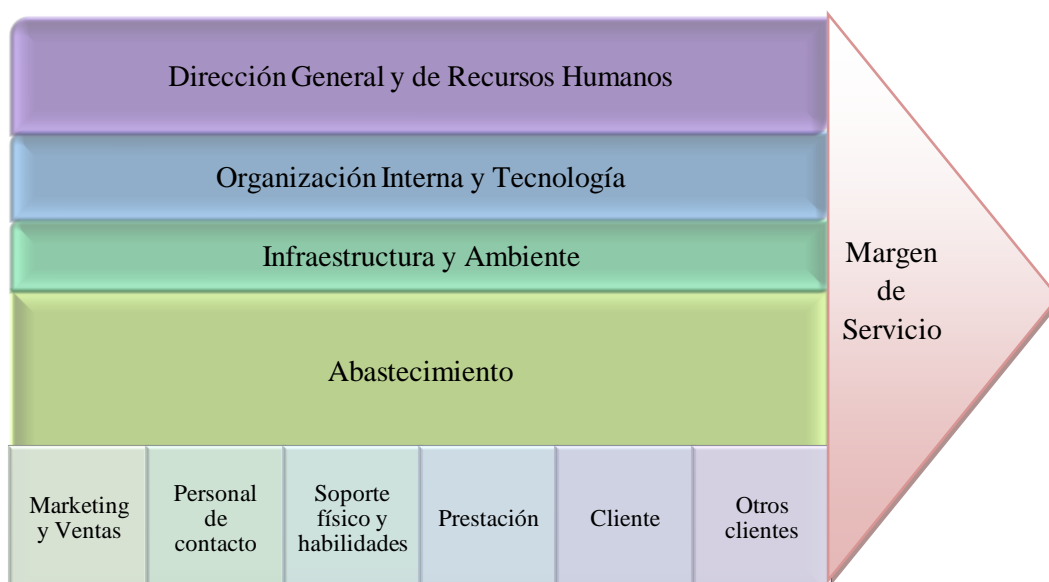 Dirección General y de Recursos Humanos
Organización Interna y Tecnología
Infraestructura y Ambiente
Abastecimiento
Margen
de
Servicio
Marketing
y Ventas
Personal
de
contacto
Soporte
físico y
habilidades
Prestación
Cliente
Otros
clientes